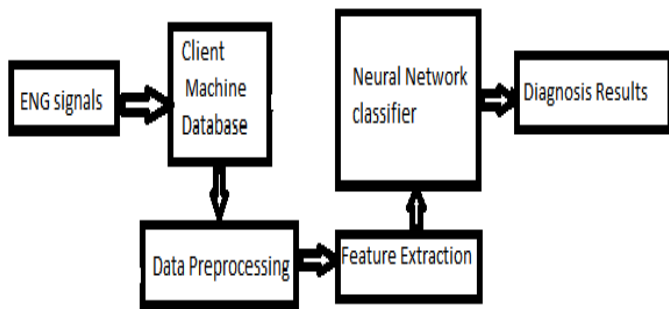 ENG signals
Client
Machine
Database
Data Preprocessing
Feature Extraction
Neural Network
classifier
Diagnosis Results